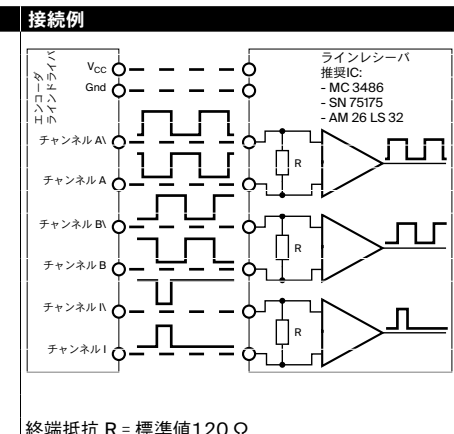 接続例
エンコーダ
ラインドライバ
VCC
Gnd
チャンネル A\
チャンネル A
チャンネル B\
チャンネル B
チャンネル I\
チャンネル I
ラインレシーバ
推奨IC:
- MC 3486
- SN 75175
- AM 26 LS 32
R
R
R
終端抵抗 R = 標準値120 Ω